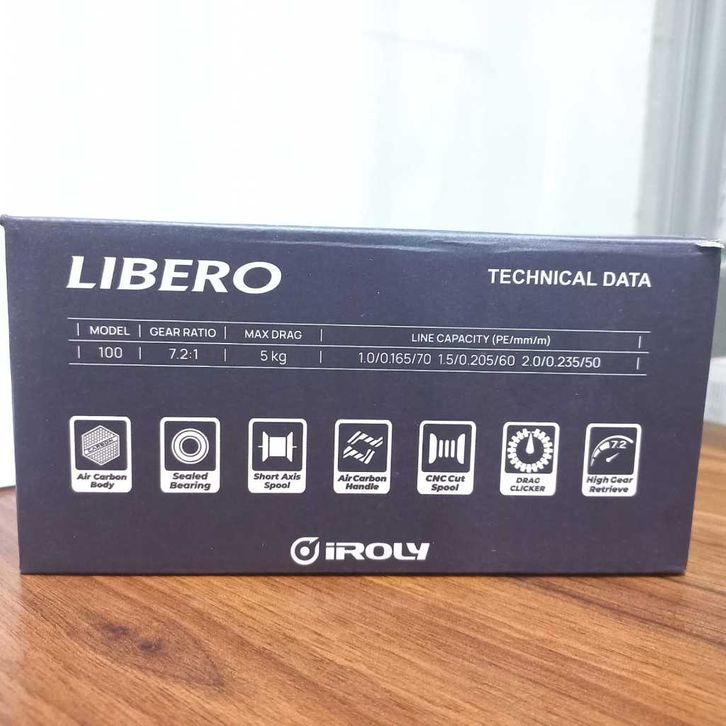 LIBERO
TECHNICAL DATA
MODEL | GEAR RATIO | MAX DRAG | LINE CAPACITY (PE/mm/m)
100 | 7.2:1 | 5 kg | 1.0/0.165/70 1.5/0.205/60 2.0/0.235/50
Air Carbon
Body
Sealed
Bearing
Short Axis
Spool
Air Carbon
Handle
CNC Cut
Spool
DRAG
CLICKER
7.2
High Gear
Retrieve
iROLY